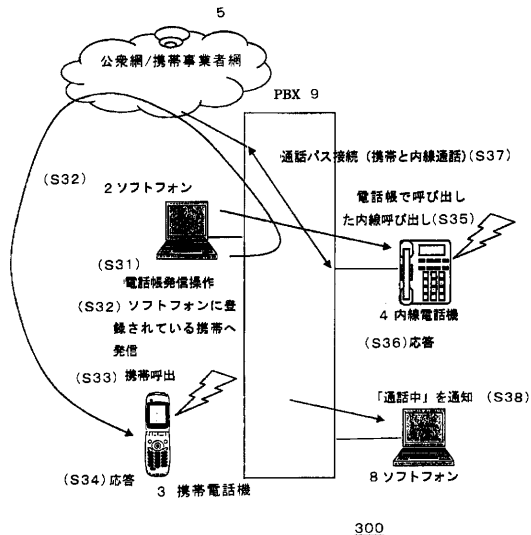 5
公衆網/携帯事業者網
PBX 9
通話パス接続 (携帯と内線通話)(S37)
(S32)
2 ソフトフォン
電話帳で呼び出し
た内線呼び出し(S35)
(S31)
電話帳発信操作
(S32) ソフトフォンに登
録されている携帯へ
発信
4 内線電話機
(S36)応答
(S33) 携帯呼出
「通話中」を通知 (S38)
(S34)応答
3 携帯電話機
8 ソフトフォン
300